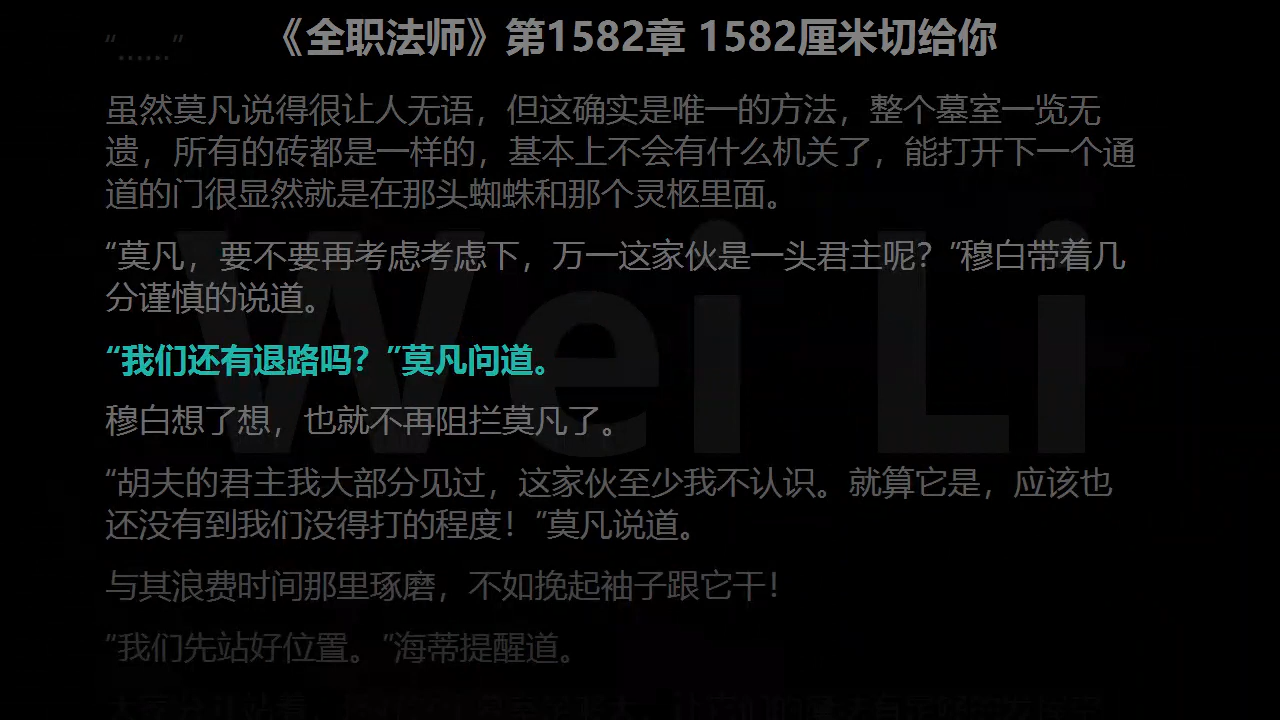 《全职法师》第1582章 1582厘米切给你
“……”
虽然莫凡说得很让人无语，但这确实是唯一的方法，整个墓室一览无
遗，所有的砖都是一样的，基本上不会有什么机关了，能打开下一个通
道的门很显然就是在那头蜘蛛和那个灵柩里面。
“莫凡，要不要再考虑考虑下，万一这家伙是一头君主呢？”穆白带着几
分谨慎的说道。
“我们还有退路吗？”莫凡问道。
穆白想了想，也就不再阻拦莫凡了。
“胡夫的君主我大部分见过，这家伙至少我不认识。就算它是，应该也
还没有到我们没得打的程度！”莫凡说道。
与其浪费时间那里琢磨，不如挽起袖子跟它干！
“我们先站好位置。”海蒂提醒道。
Wei Li